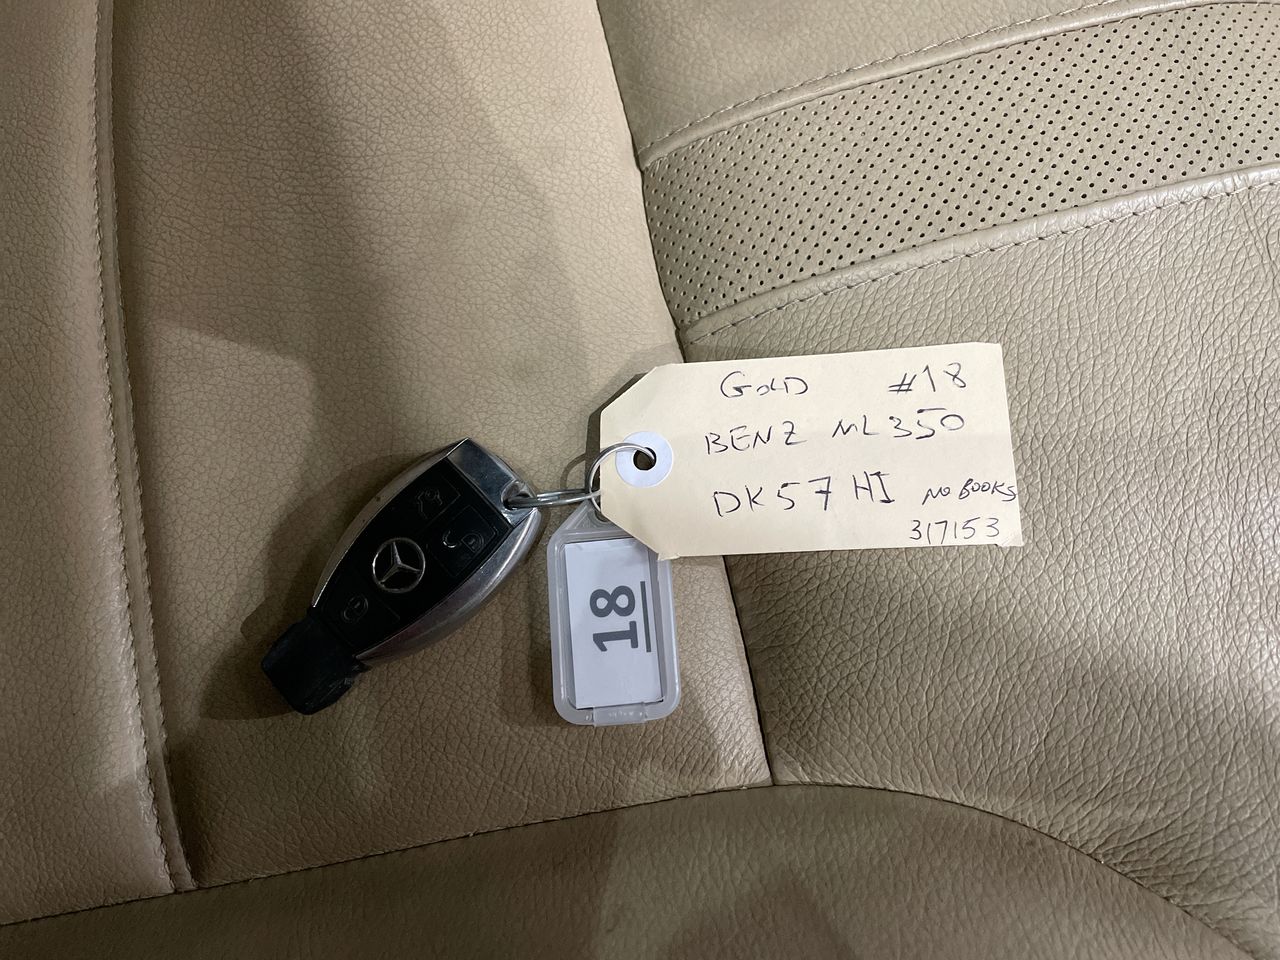 GOLD #18
BENZ ML350
DK57HI NO BOOKS
317153
18